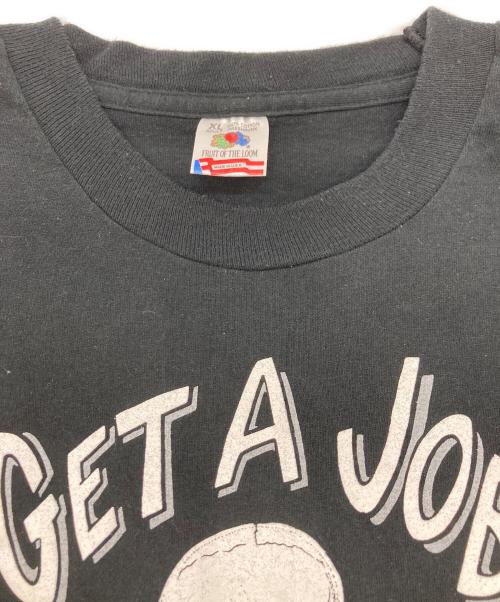 XL
FRUIT OF THE LOOM
GET A JOB